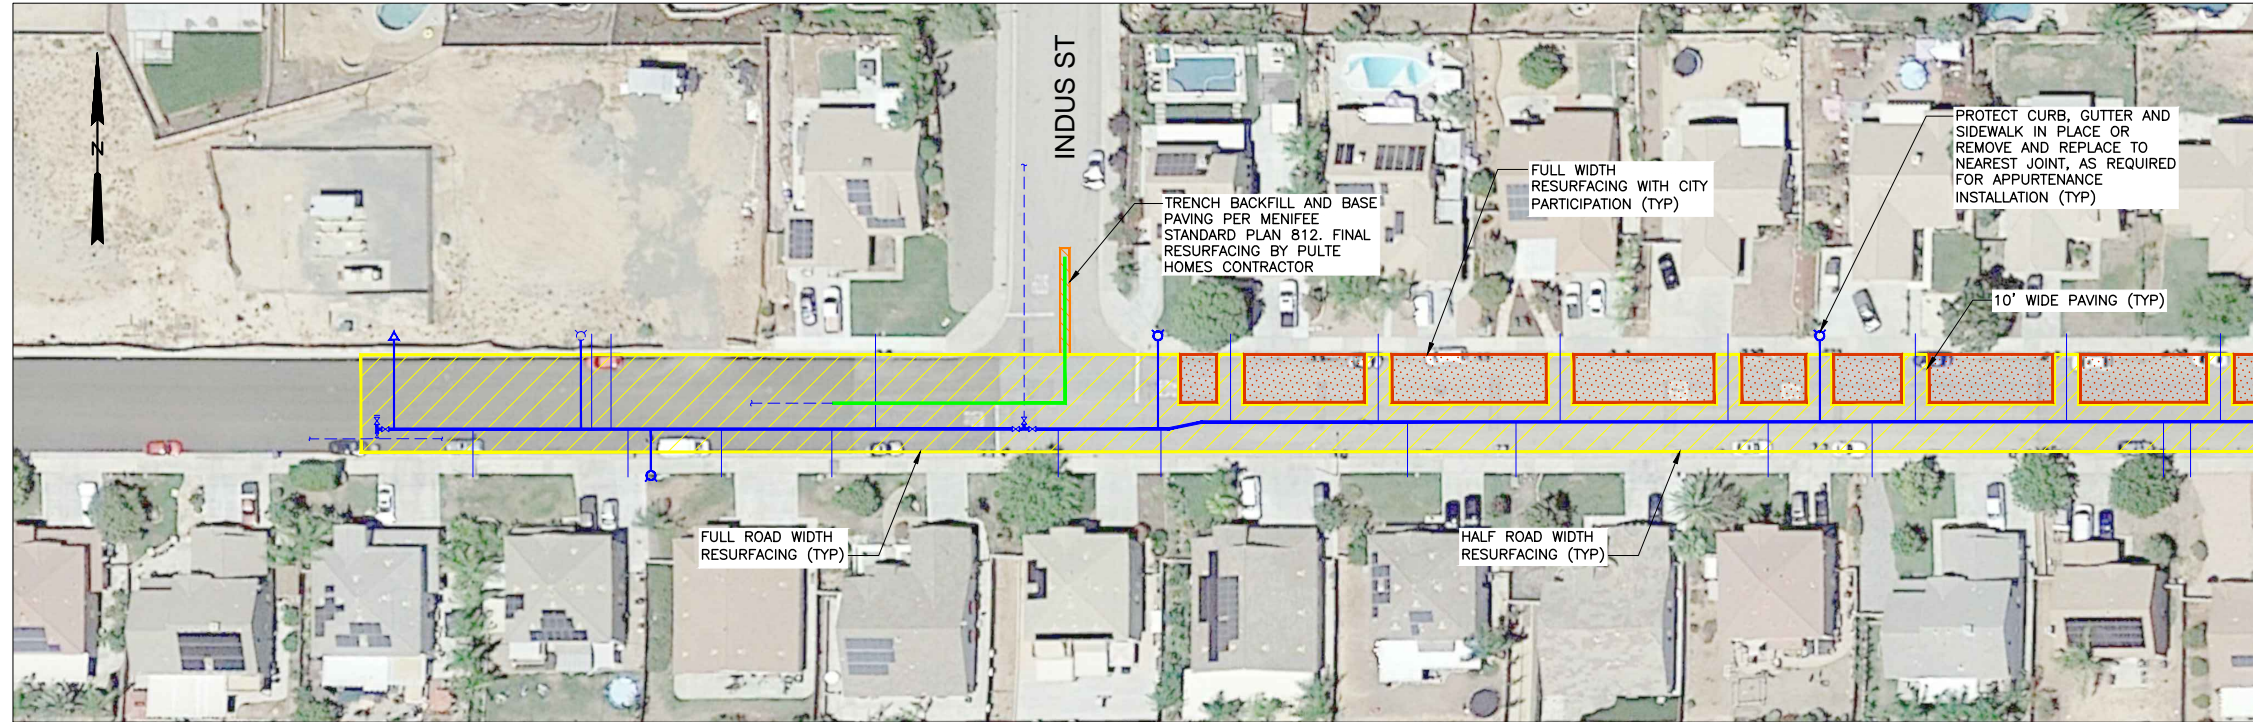 N
INDUS ST
PROTECT CURB, GUTTER AND
SIDEWALK IN PLACE OR
REMOVE AND REPLACE TO
NEAREST JOINT, AS REQUIRED
FOR APPURTENANCE
INSTALLATION (TYP)
FULL WIDTH
RESURFACING WITH CITY
PARTICIPATION (TYP)
TRENCH BACKFILL AND BASE
PAVING PER MENIFEE
STANDARD PLAN 812. FINAL
RESURFACING BY PULTE
HOMES CONTRACTOR
10' WIDE PAVING (TYP)
FULL ROAD WIDTH
RESURFACING (TYP)
HALF ROAD WIDTH
RESURFACING (TYP)